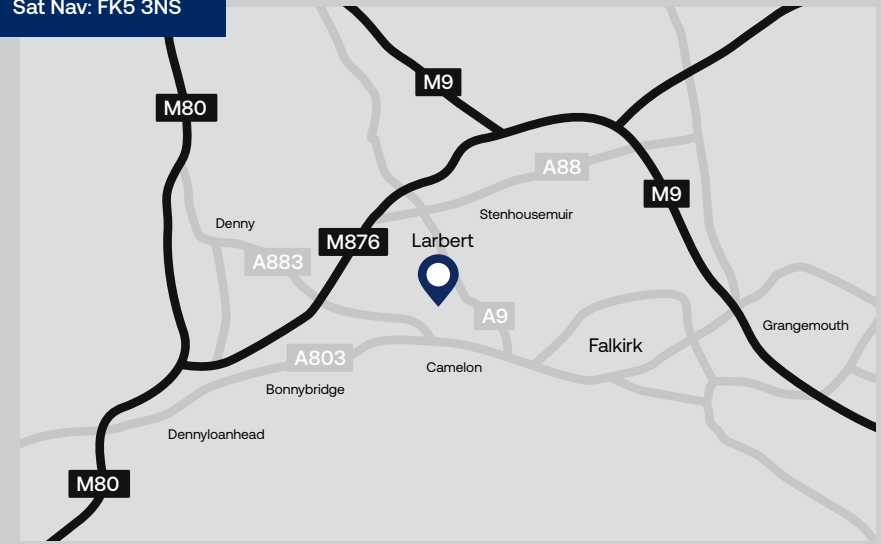 Sat Nav: FK5 3NS
M9
M80
A88
M9
Stenhousemuir
Denny
M876
Larbert
A883
A9
Grangemouth
Falkirk
A803
Camelon
Bonnybridge
Dennyloanhead
M80